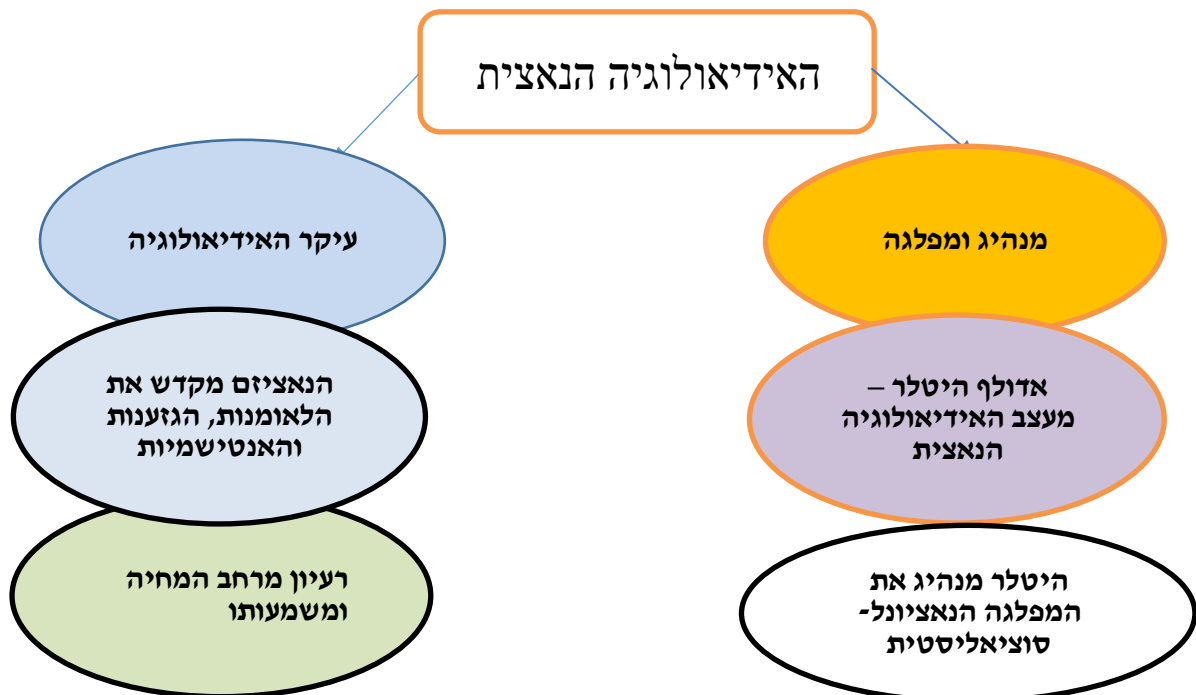 האידיאולוגיה הנאצית
מנהיג ומפלגה
אדולף היטלר –
מעצב האידיאולוגיה
הנאצית
היטלר מנהיג את
המפלגה הנאציונל-
סוציאליסטית
עיקר האידיאולוגיה
הנאציזם מקדש את
הלאומנות, הגזענות
והאנטישמיות
רעיון מרחב המחיה
ומשמעותו